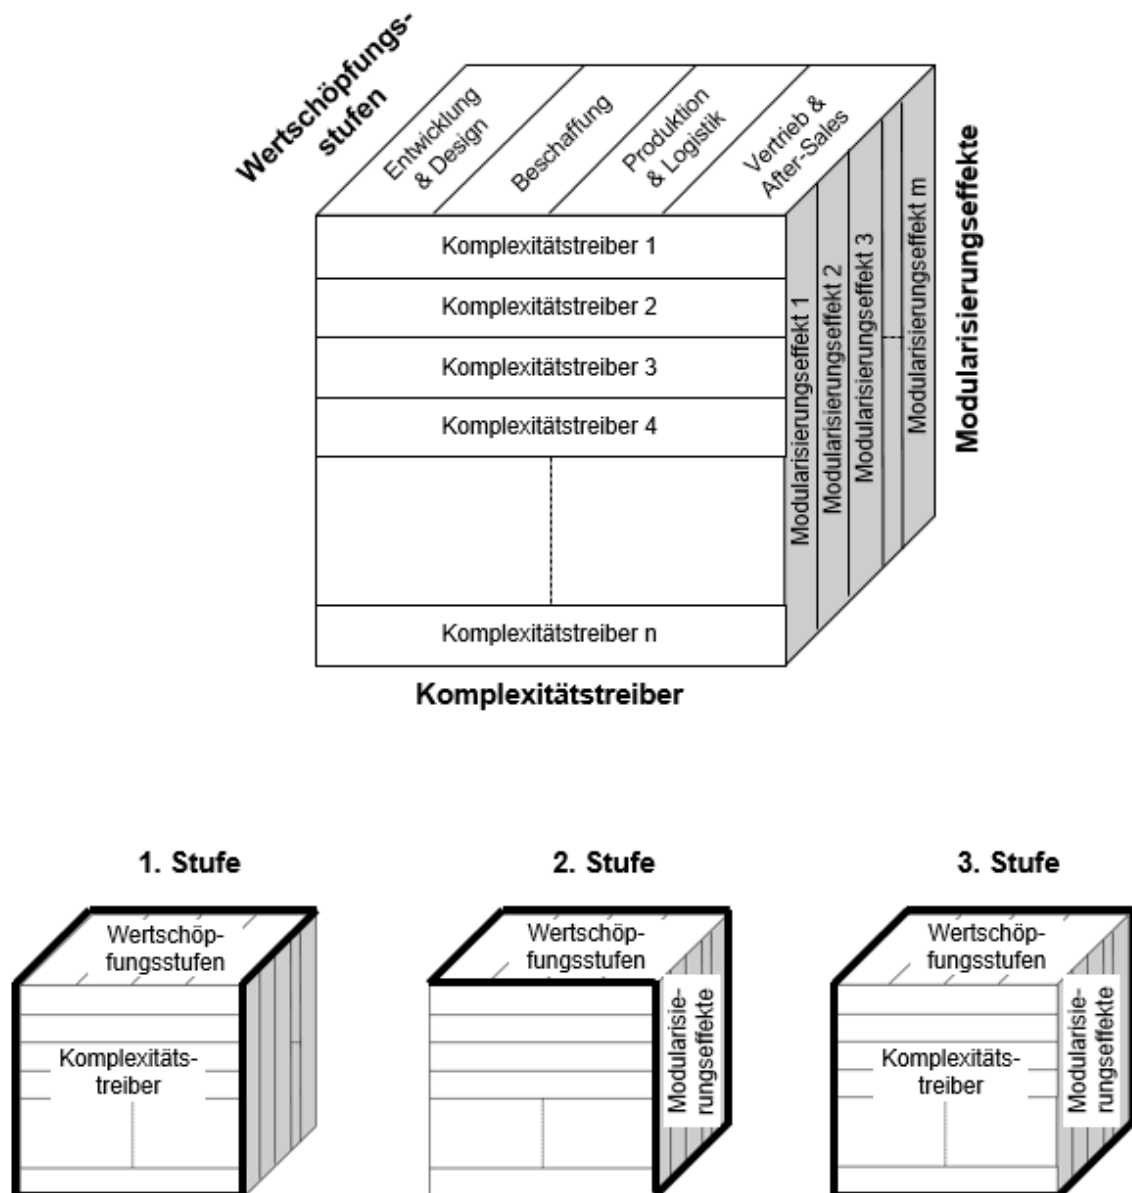 Wertschöpfungs-
stufen
Entwicklung
& Design
Beschaffung
Produktion
& Logistik
Vertrieb &
After-Sales
Komplexitätstreiber 1
Komplexitätstreiber 2
Komplexitätstreiber 3
Komplexitätstreiber 4
Komplexitätstreiber n
Modularisierungseffekt 1
Modularisierungseffekt 2
Modularisierungseffekt 3
Modularisierungseffekt m
Modularisierungseffekte
Komplexitätstreiber
1. Stufe
Wertschöp-
fungsstufen
Komplexitäts-
treiber
2. Stufe
Wertschöp-
fungsstufen
Modularisie-
rungseffekte
3. Stufe
Wertschöp-
fungsstufen
Komplexitäts-
treiber
Modularisie-
rungseffekte